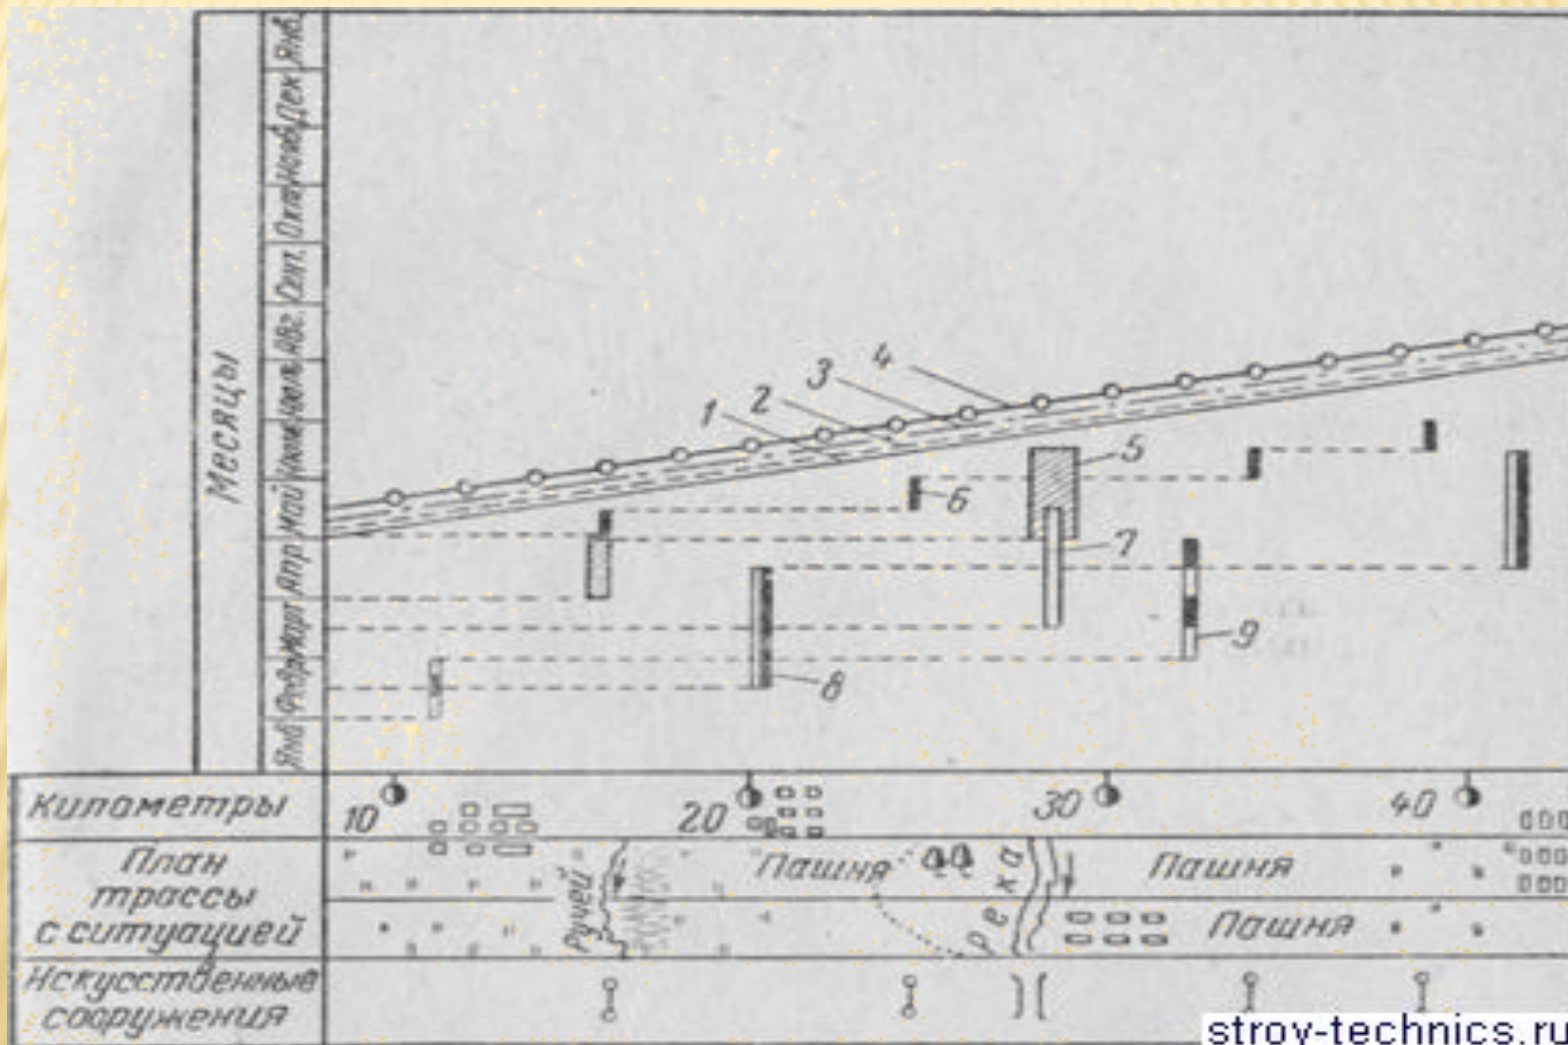 Месяцы
Янв
Дек
Нояб
Окт
Сент.
Авг.
Июль
Июнь
Май
Апр
Март
Февр
Янв
1
2
3
4
5
6
7
8
9
Километры
10
20
30
40
План
трассы
с ситуацией
Ручей
Пашня
Река
Пашня
Пашня
Искусственные
сооружения
stroy-technics.ru